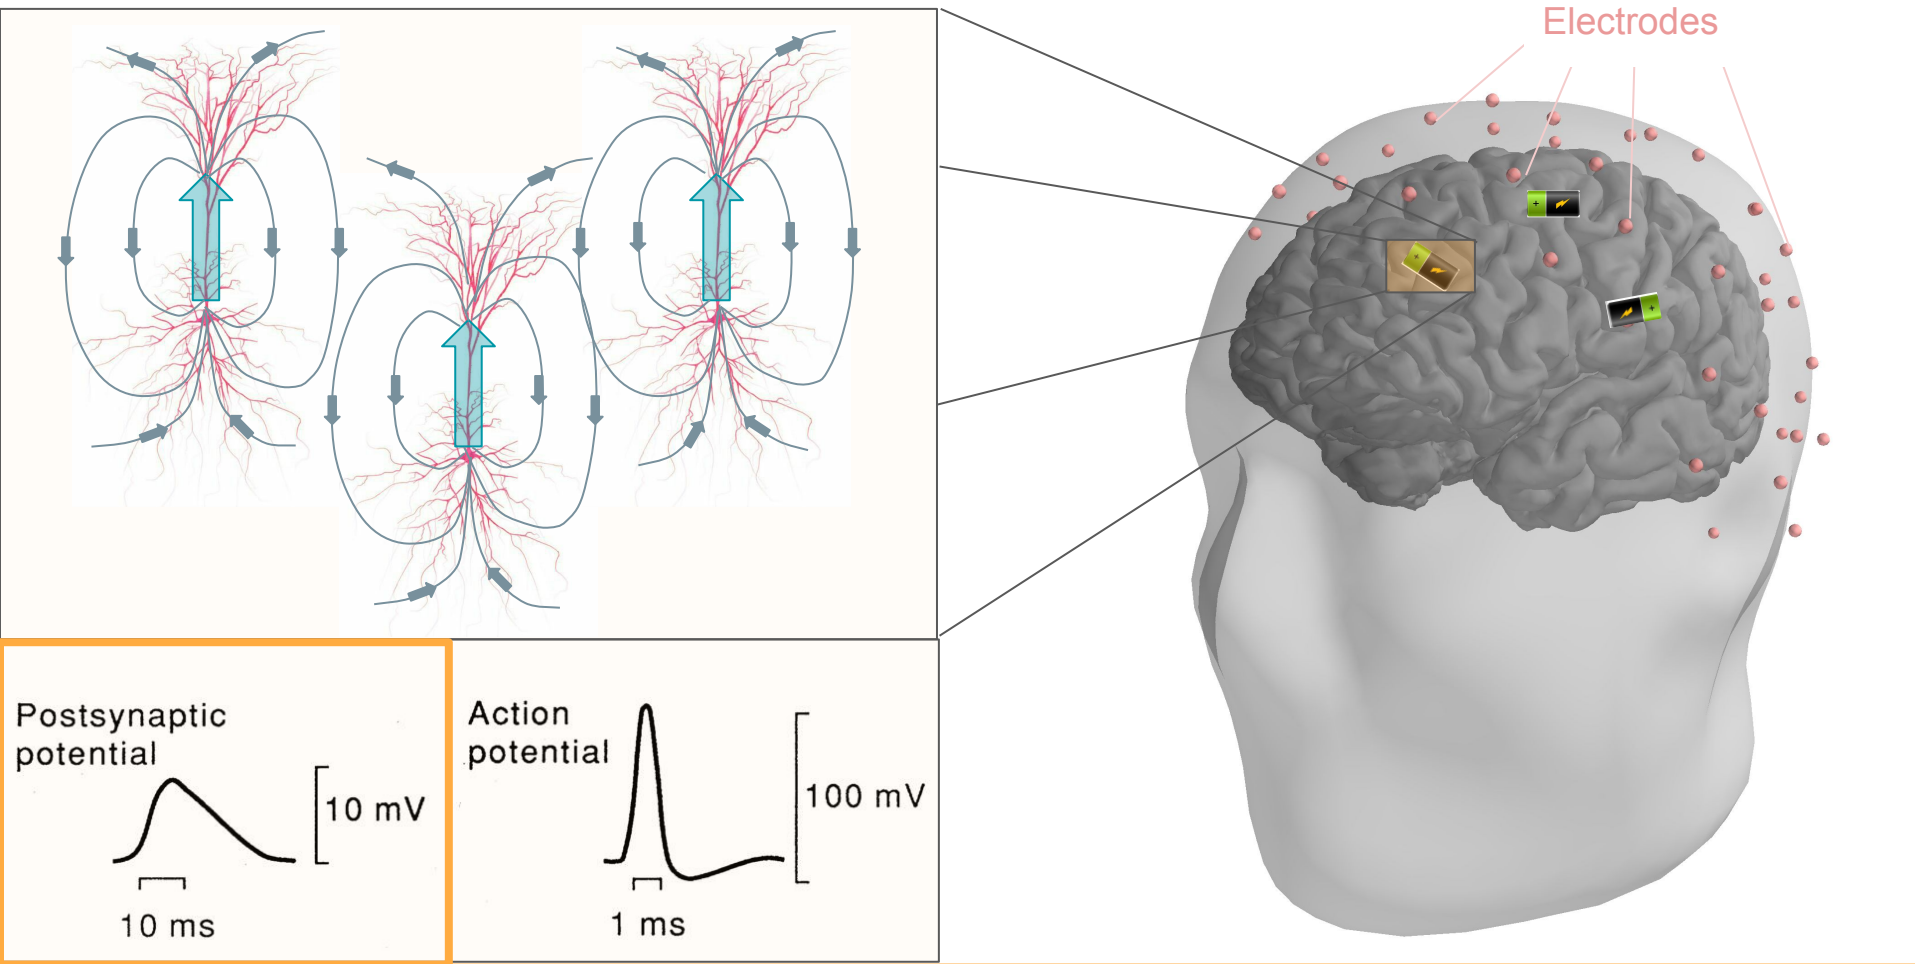 Electrodes
+
+
+
Postsynaptic
potential
10 mV
10 ms
Action
potential
100 mV
1 ms